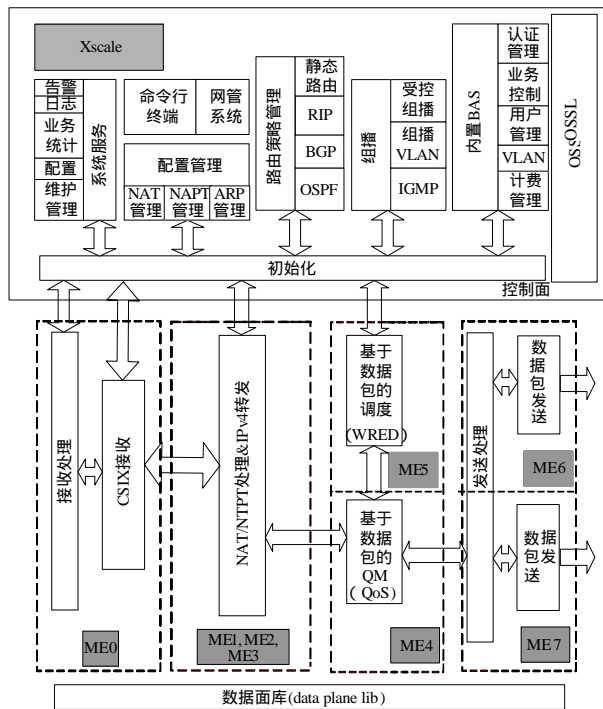 Xscale
告警
日志
业务
统计
配置
维护
管理
系统服务
命令行
终端
网管
系统
配置管理
NAT
管理
NAPT
管理
ARP
管理
路由策略管理
静态
路由
RIP
BGP
OSPF
组播
受控
组播
组播
VLAN
IGMP
内置BAS
认证
管理
业务
控制
用户
管理
VLAN
计费
管理
OSSOSSL
初始化
控制面
接收处理
CSIX接收
ME0
NAT/NTPT处理&IPv4转发
ME1, ME2,
ME3
基于
数据
包的
调度
(WRED)
ME5
基于
数据
包的
QM
(QoS)
ME4
发送处理
数据
包发
送
ME6
数据
包发
送
ME7
数据面库(data plane lib)